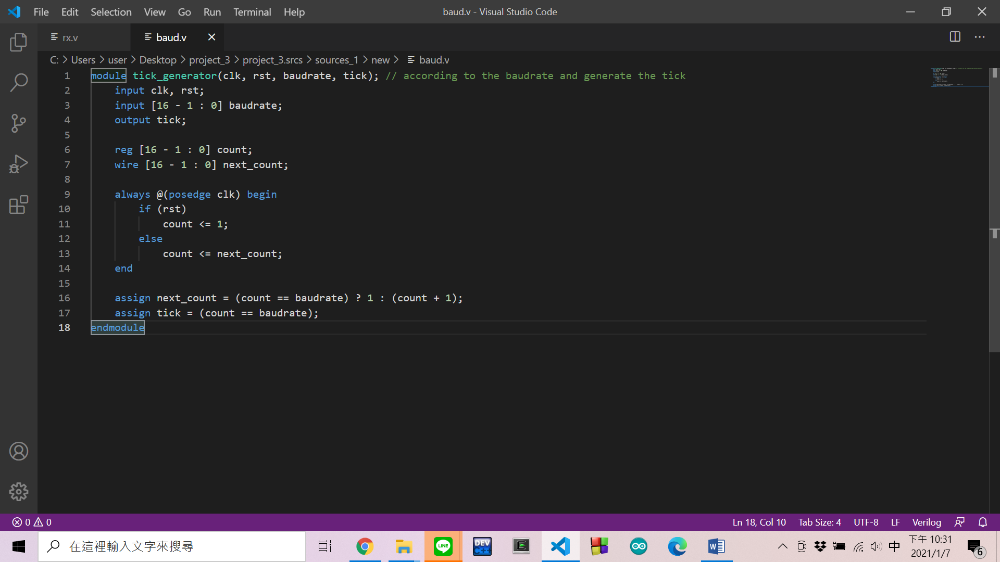 File Edit Selection View Go Run Terminal Help
baud.v - Visual Studio Code
rx.v
baud.v
C: > Users > user > Desktop > project_3 > project_3.srcs > sources_1 > new > baud.v
1 module tick_generator(clk, rst, baudrate, tick); // according to the baudrate and generate the tick
2 input clk, rst;
3 input [16 - 1 : 0] baudrate;
4 output tick;
5
6 reg [16 - 1 : 0] count;
7 wire [16 - 1 : 0] next_count;
8
9 always @(posedge clk) begin
10 if (rst)
11 count <= 1;
12 else
13 count <= next_count;
14 end
15
16 assign next_count = (count == baudrate) ? 1 : (count + 1);
17 assign tick = (count == baudrate);
18 endmodule
0 0
Ln 18, Col 10 Tab Size: 4 UTF-8 LF Verilog
在這裡輸入文字來搜尋
LINE
DEV C++
中
下午 10:31
2021/1/7
6